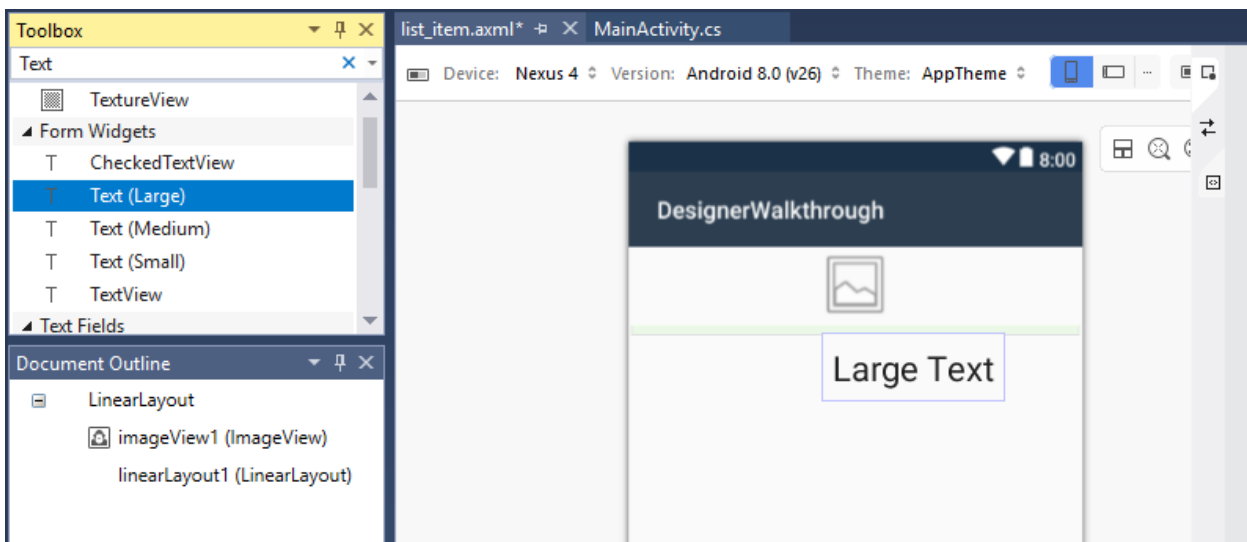 Toolbox
Text
TextureView
Form Widgets
T CheckedTextView
T Text (Large)
T Text (Medium)
T Text (Small)
T TextView
Text Fields
Document Outline
LinearLayout
imageView1 (ImageView)
linearLayout1 (LinearLayout)
list_item.axml* MainActivity.cs
Device: Nexus 4 Version: Android 8.0 (v26) Theme: AppTheme ...
8:00
DesignerWalkthrough
Large Text